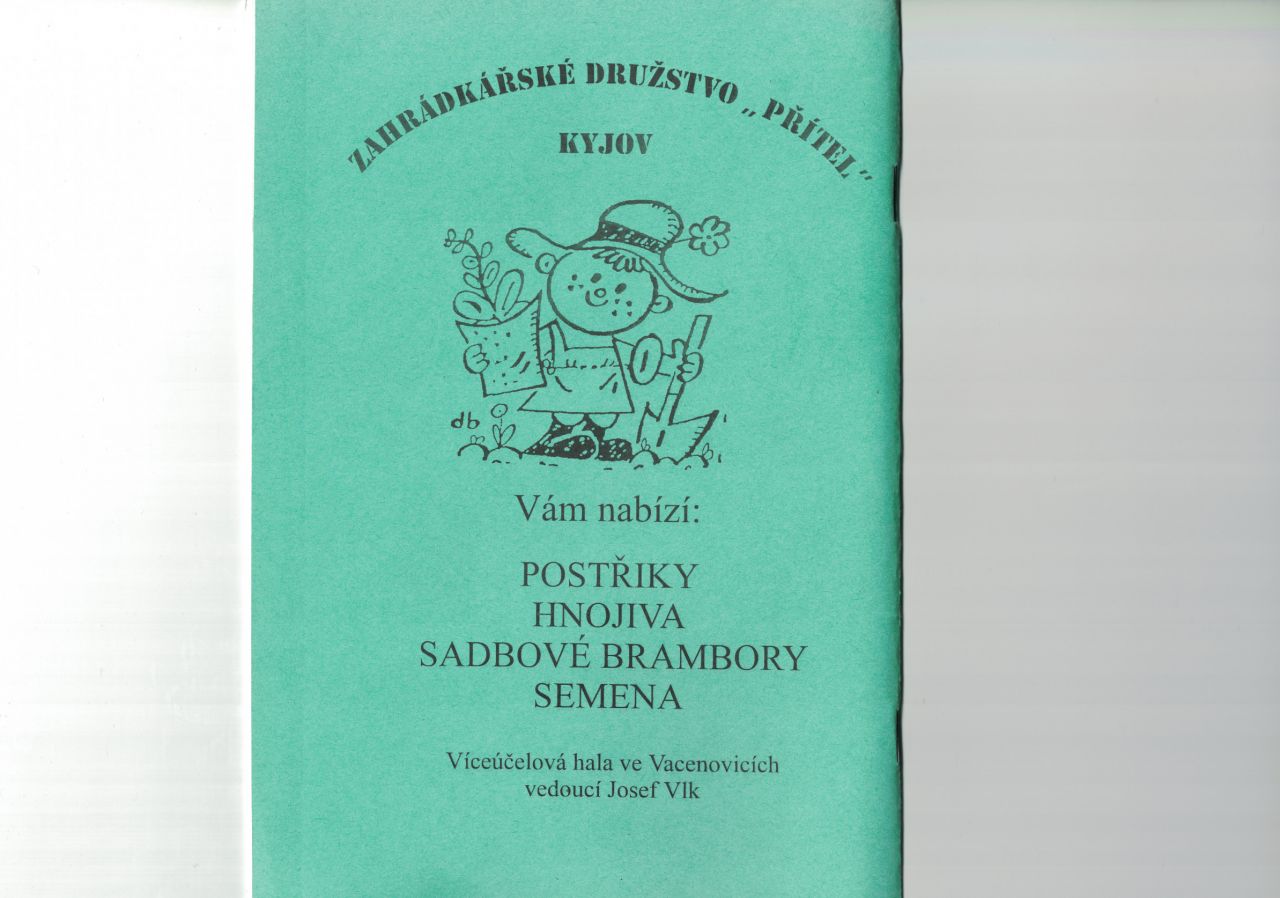 ZAHRÁDKÁŘSKÉ DRUŽSTVO „ PŘÍTEL“
KYJOV
db
Vám nabízí:
POSTŘIKY
HNOJIVA
SADBOVÉ BRAMBORY
SEMENA
Víceúčelová hala ve Vacenovicích
vedoucí Josef Vlk